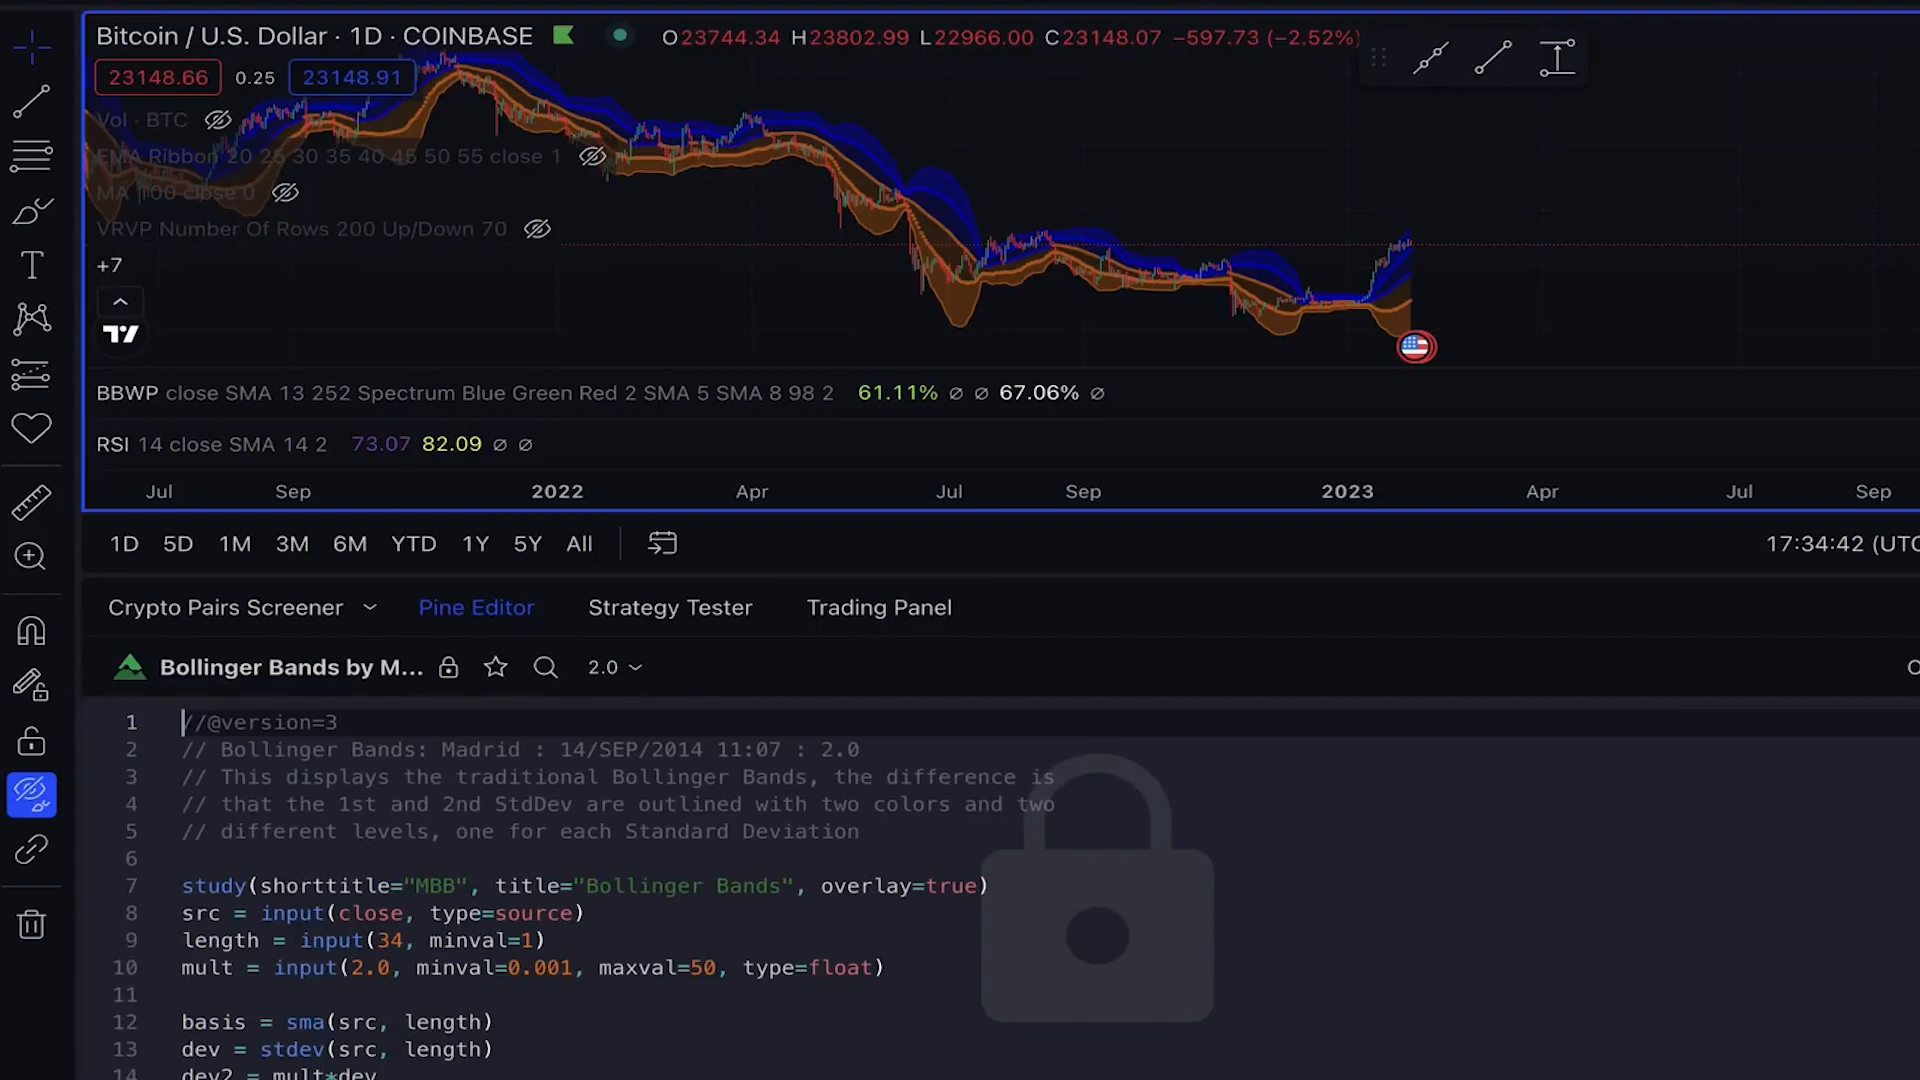 Bitcoin / U.S. Dollar · 1D · COINBASE O23744.34 H23802.99 L22966.00 C23148.07 −597.73 (−2.52%)
23148.66 0.25 23148.91
Vol · BTC
EMA Ribbon 20 25 30 35 40 45 50 55 close 1
MA 100 close 0
VRVP Number Of Rows 200 Up/Down 70
+7
BBWP close SMA 13 252 Spectrum Blue Green Red 2 SMA 5 SMA 8 98 2 61.11% ∅ ∅ 67.06% ∅
RSI 14 close SMA 14 2 73.07 82.09 ∅ ∅
Jul Sep 2022 Apr Jul Sep 2023 Apr Jul Sep
1D 5D 1M 3M 6M YTD 1Y 5Y All 17:34:42 (UTC
Crypto Pairs Screener Pine Editor Strategy Tester Trading Panel
Bollinger Bands by M... 2.0
1 //@version=3
2 // Bollinger Bands: Madrid : 14/SEP/2014 11:07 : 2.0
3 // This displays the traditional Bollinger Bands, the difference is
4 // that the 1st and 2nd StdDev are outlined with two colors and two
5 // different levels, one for each Standard Deviation
6
7 study(shorttitle="MBB", title="Bollinger Bands", overlay=true)
8 src = input(close, type=source)
9 length = input(34, minval=1)
10 mult = input(2.0, minval=0.001, maxval=50, type=float)
11
12 basis = sma(src, length)
13 dev = stdev(src, length)
14 dev2 = mult*dev